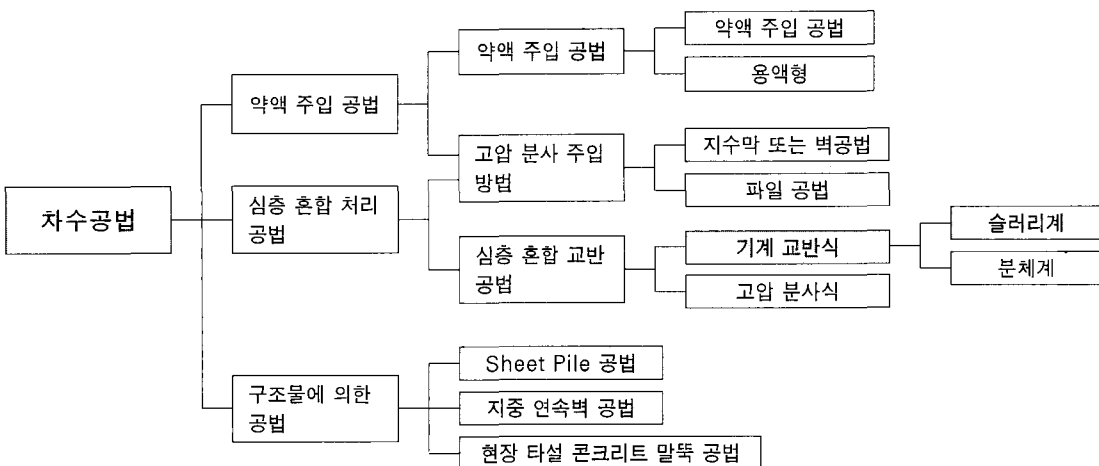 차수공법
약액 주입 공법
심층 혼합 처리
공법
구조물에 의한
공법
약액 주입 공법
고압 분사 주입
방법
심층 혼합 교반
공법
Sheet Pile 공법
지중 연속벽 공법
현장 타설 콘크리트 말뚝 공법
약액 주입 공법
용액형
지수막 또는 벽공법
파일 공법
기계 교반식
고압 분사식
슬러리계
분체계